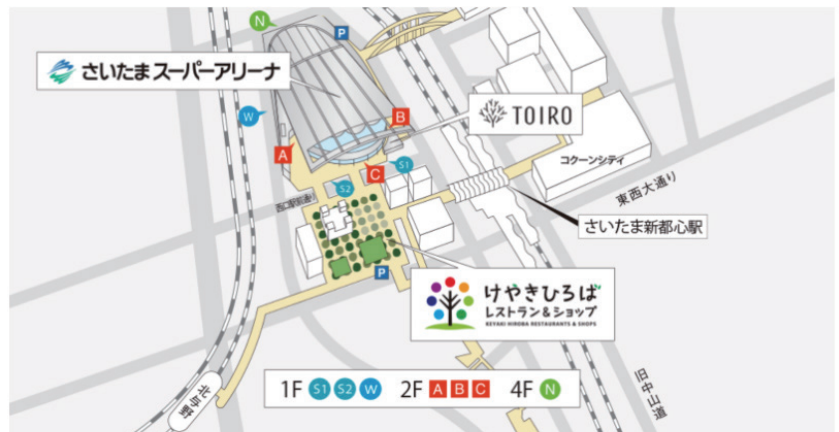 N
P
さいたまスーパーアリーナ
W
B
TOIRO
A
C
S1
S2
コクーンシティ
東西大通り
さいたま新都心駅
P
けやきひろば
レストラン&ショップ
KEYAKI HIROBA RESTAURANTS & SHOPS
1F S1 S2 W 2F A B C 4F N
北与野
旧中山道